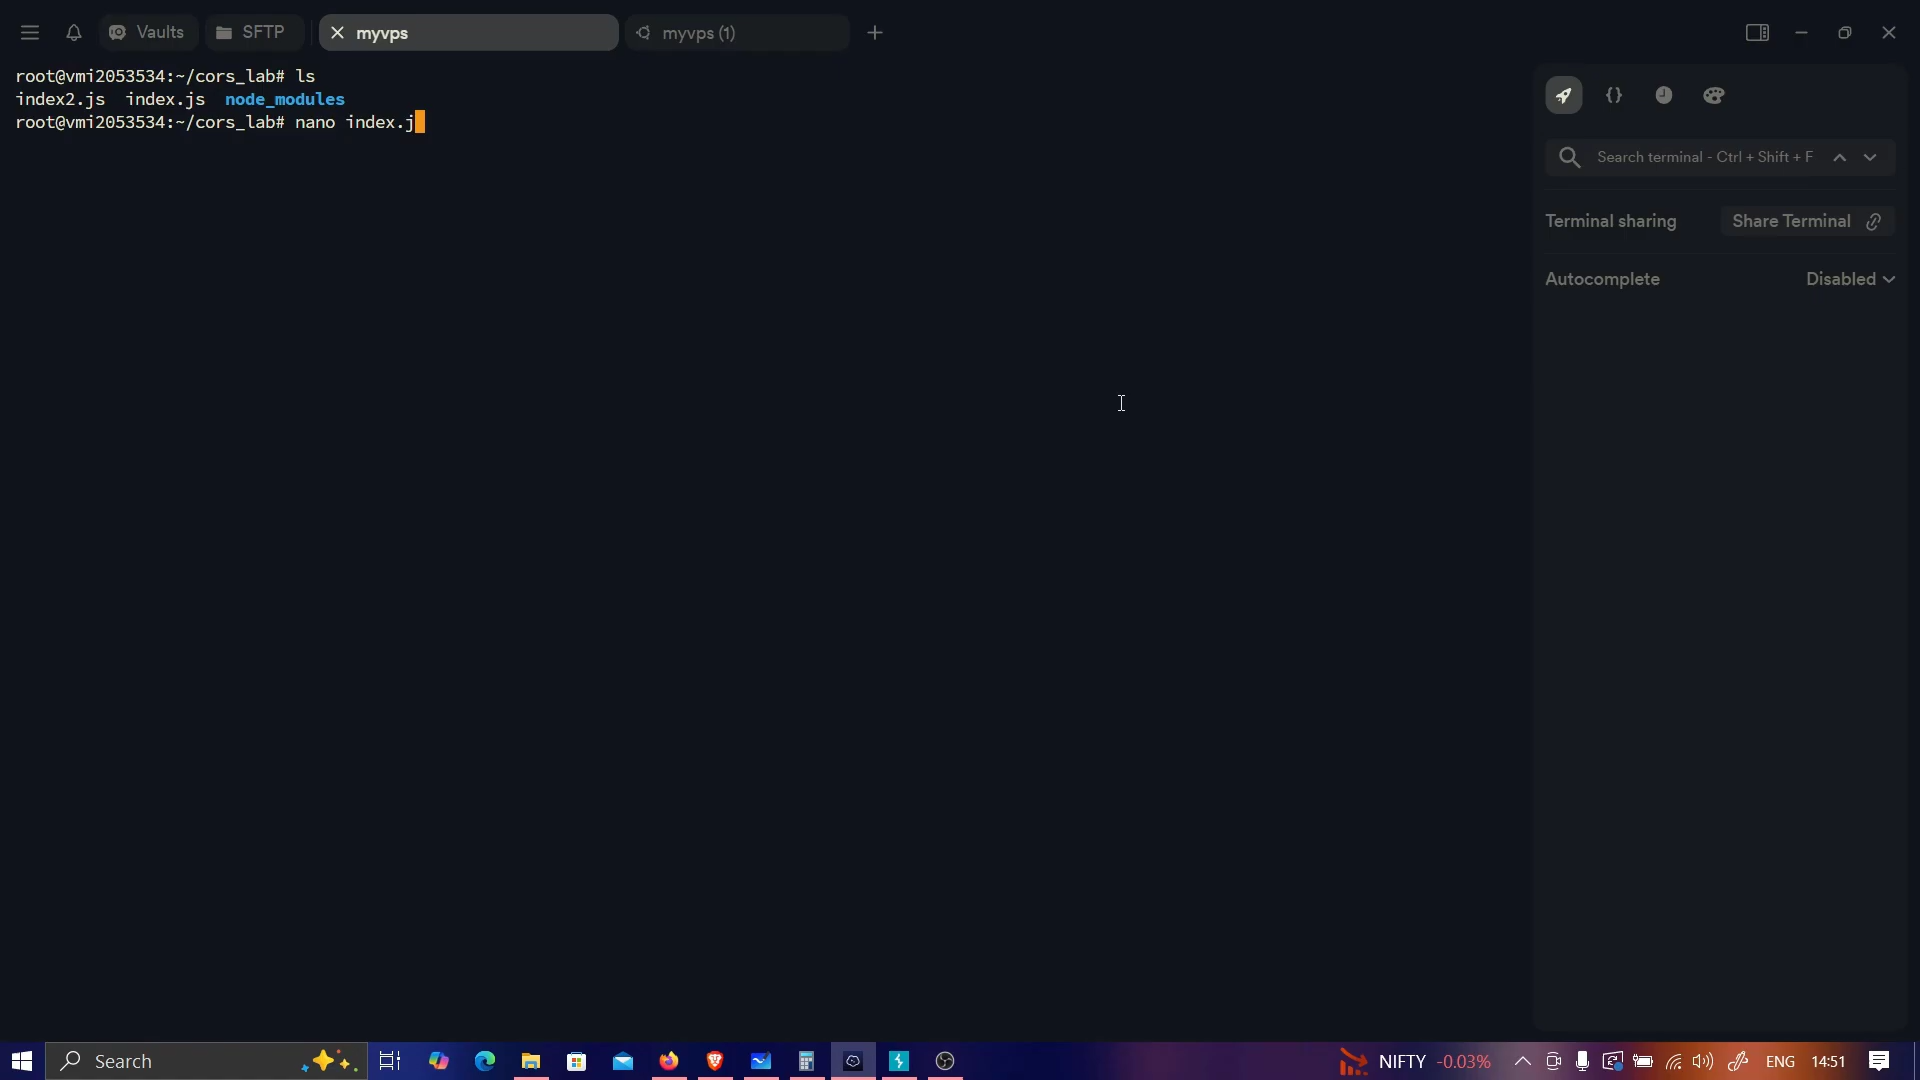 Vaults
SFTP
myvps
myvps (1)
root@vmi2053534:~/cors_lab# ls
index2.js index.js node_modules
root@vmi2053534:~/cors_lab# nano index.j
Search terminal - Ctrl + Shift + F
Terminal sharing
Share Terminal
Autocomplete
Disabled
Search
NIFTY -0.03%
ENG
14:51